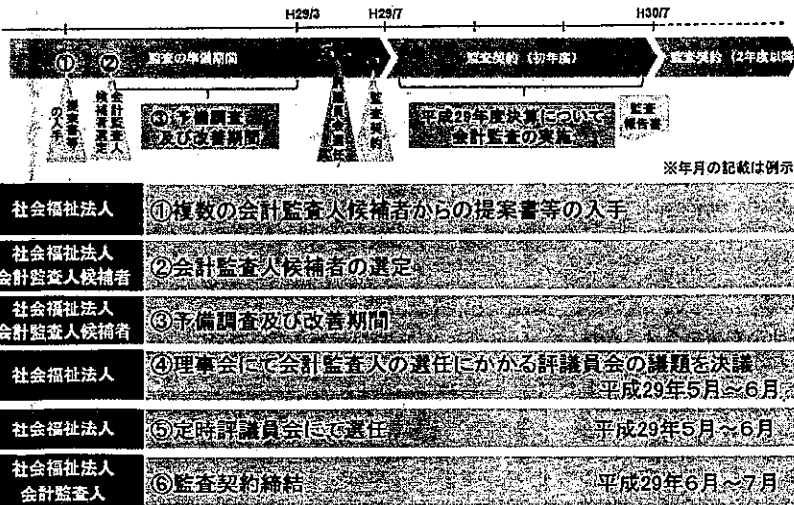 H29/3 H29/7 H30/7
① ② 監査の準備期間 監査契約（初年度） 監査契約（2年度以降
提案書等
の入手
会計監査人
候補者選定
③予備調査
及び改善期間
評議員会選任
監査契約
平成29年度決算について
会計監査の実施
監査
報告書
※年月の記載は例示
社会福祉法人 ①複数の会計監査人候補者からの提案書等の入手
社会福祉法人
会計監査人候補者 ②会計監査人候補者の選定
社会福祉法人
会計監査人候補者 ③予備調査及び改善期間
社会福祉法人 ④理事会にて会計監査人の選任にかかる評議員会の議題を決議
平成29年5月～6月
社会福祉法人 ⑤定時評議員会にて選任 平成29年5月～6月
社会福祉法人
会計監査人 ⑥監査契約締結 平成29年6月～7月